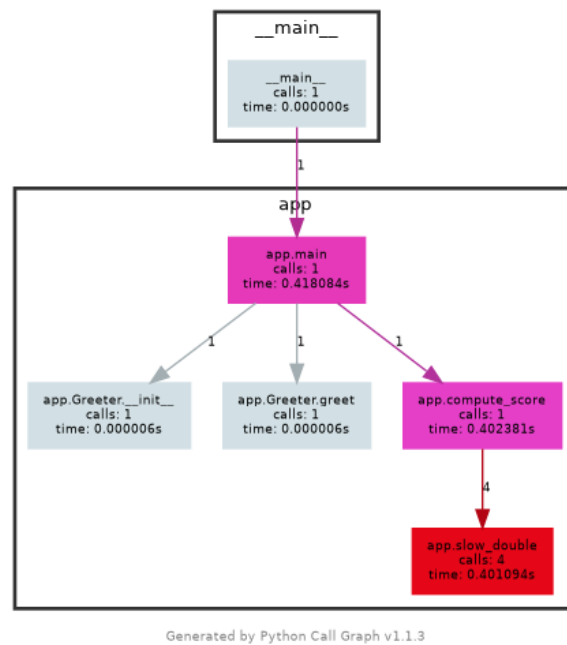 __main__
__main__
calls: 1
time: 0.000000s
1
app
app.main
calls: 1
time: 0.418084s
1
1
1
app.Greeter.__init__
calls: 1
time: 0.000006s
app.Greeter.greet
calls: 1
time: 0.000006s
app.compute_score
calls: 1
time: 0.402381s
4
app.slow_double
calls: 4
time: 0.401094s
Generated by Python Call Graph v1.1.3